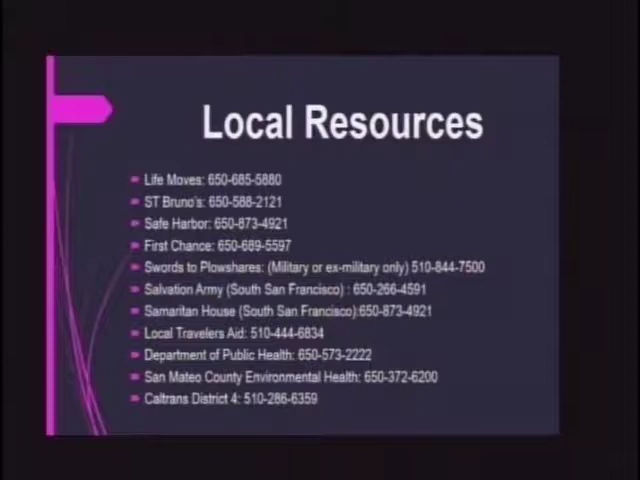 Local Resources
Life Moves: 650-685-5880
ST Bruno's: 650-588-2121
Safe Harbor: 650-873-4921
First Chance: 650-689-5597
Swords to Plowshares: (Military or ex-military only) 510-844-7500
Salvation Army (South San Francisco) : 650-266-4591
Samaritan House (South San Francisco):650-873-4921
Local Travelers Aid: 510-444-6834
Department of Public Health: 650-573-2222
San Mateo County Environmental Health: 650-372-6200
Caltrans District 4: 510-286-6359